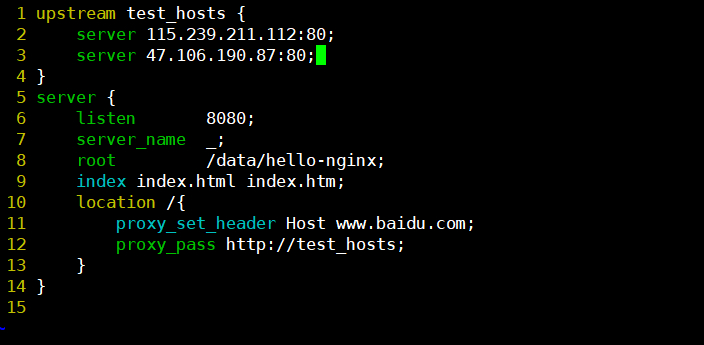 1 upstream test_hosts {
2     server 115.239.211.112:80;
3     server 47.106.190.87:80;
4 }
5 server {
6     listen       8080;
7     server_name  _;
8     root         /data/hello-nginx;
9     index index.html index.htm;
10     location /{
11         proxy_set_header Host www.baidu.com;
12         proxy_pass http://test_hosts;
13     }
14 }
15
~